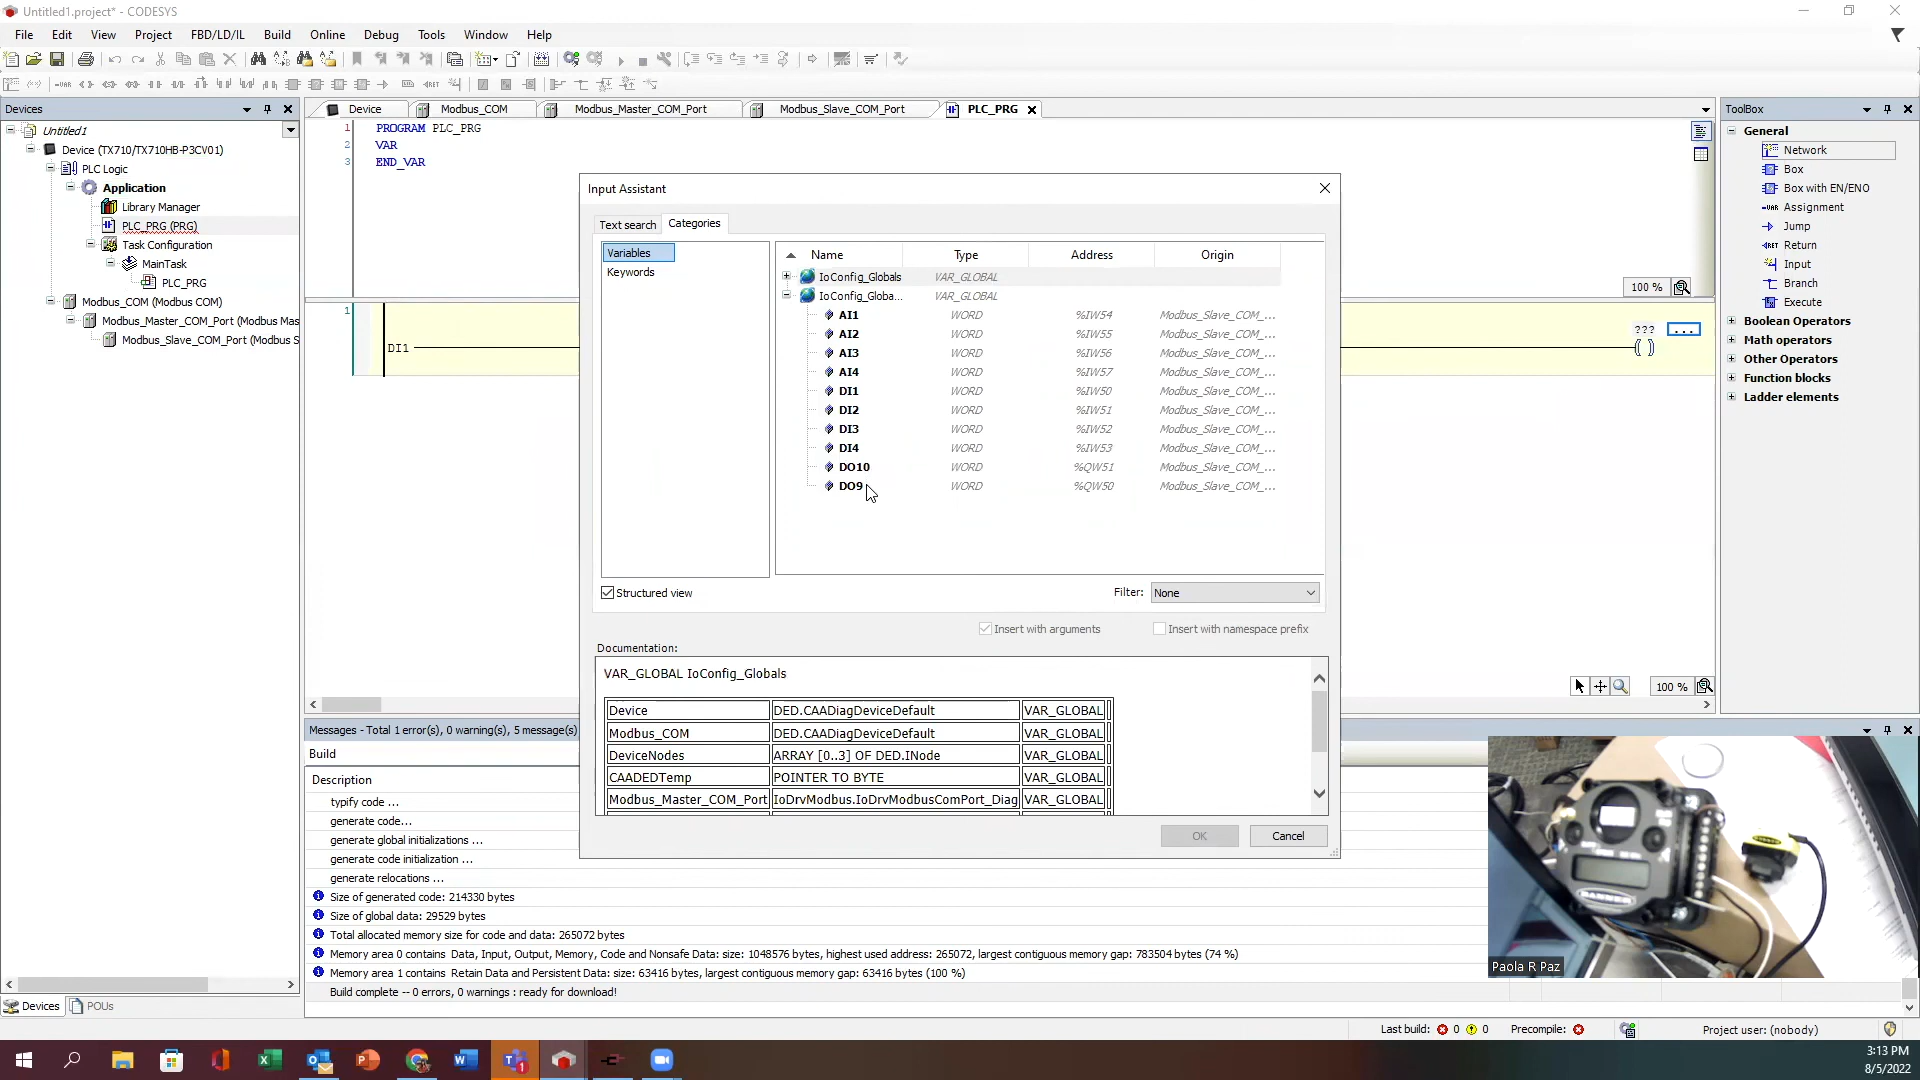 Untitled1.project* - CODESYS
File Edit View Project FBD/LD/IL Build Online Debug Tools Window Help
Devices
Untitled1
Device (TX710/TX710HB-P3CV01)
PLC Logic
Application
Library Manager
PLC_PRG (PRG)
Task Configuration
MainTask
PLC_PRG
Modbus_COM (Modbus COM)
Modbus_Master_COM_Port (Modbus Mas
Modbus_Slave_COM_Port (Modbus S
Devices POUs
Device Modbus_COM Modbus_Master_COM_Port Modbus_Slave_COM_Port PLC_PRG
1 PROGRAM PLC_PRG
2 VAR
3 END_VAR
100 %
1
DI1
??? ...
100 %
Input Assistant
Text search Categories
Variables
Keywords
Name Type Address Origin
IoConfig_Globals VAR_GLOBAL
IoConfig_Globa... VAR_GLOBAL
AI1 WORD %IW54 Modbus_Slave_COM_...
AI2 WORD %IW55 Modbus_Slave_COM_...
AI3 WORD %IW56 Modbus_Slave_COM_...
AI4 WORD %IW57 Modbus_Slave_COM_...
DI1 WORD %IW50 Modbus_Slave_COM_...
DI2 WORD %IW51 Modbus_Slave_COM_...
DI3 WORD %IW52 Modbus_Slave_COM_...
DI4 WORD %IW53 Modbus_Slave_COM_...
DO10 WORD %QW51 Modbus_Slave_COM_...
DO9 WORD %QW50 Modbus_Slave_COM_...
Structured view
Filter: None
Insert with arguments Insert with namespace prefix
Documentation:
VAR_GLOBAL IoConfig_Globals
Device DED.CAADiagDeviceDefault VAR_GLOBAL
Modbus_COM DED.CAADiagDeviceDefault VAR_GLOBAL
DeviceNodes ARRAY [0..3] OF DED.INode VAR_GLOBAL
CAADEDTemp POINTER TO BYTE VAR_GLOBAL
Modbus_Master_COM_Port IoDrvModbus.IoDrvModbusComPort_Diag VAR_GLOBAL
OK Cancel
ToolBox
General
Network
Box
Box with EN/ENO
Assignment
Jump
Return
Input
Branch
Execute
Boolean Operators
Math operators
Other Operators
Function blocks
Ladder elements
Messages - Total 1 error(s), 0 warning(s), 5 message(s)
Build
Description
typify code ...
generate code...
generate global initializations ...
generate code initialization ...
generate relocations ...
Size of generated code: 214330 bytes
Size of global data: 29529 bytes
Total allocated memory size for code and data: 265072 bytes
Memory area 0 contains Data, Input, Output, Memory, Code and Nonsafe Data: size: 1048576 bytes, highest used address: 265072, largest contiguous memory gap: 783504 bytes (74 %)
Memory area 1 contains Retain Data and Persistent Data: size: 63416 bytes, largest contiguous memory gap: 63416 bytes (100 %)
Build complete -- 0 errors, 0 warnings : ready for download!
BANNER
Paola R Paz
Last build: 0 0 Precompile: Project user: (nobody)
3:13 PM
8/5/2022